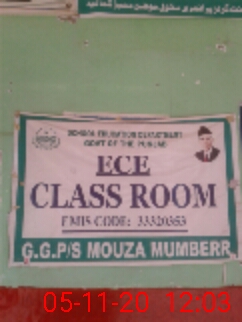 SCHOOL EDUCATION DEPARTMENT
GOVT OF THE PUNJAB
ECE
CLASS ROOM
EMIS CODE: 33320353
G.G.P/S MOUZA MUMBERR
05-11-20 12:03